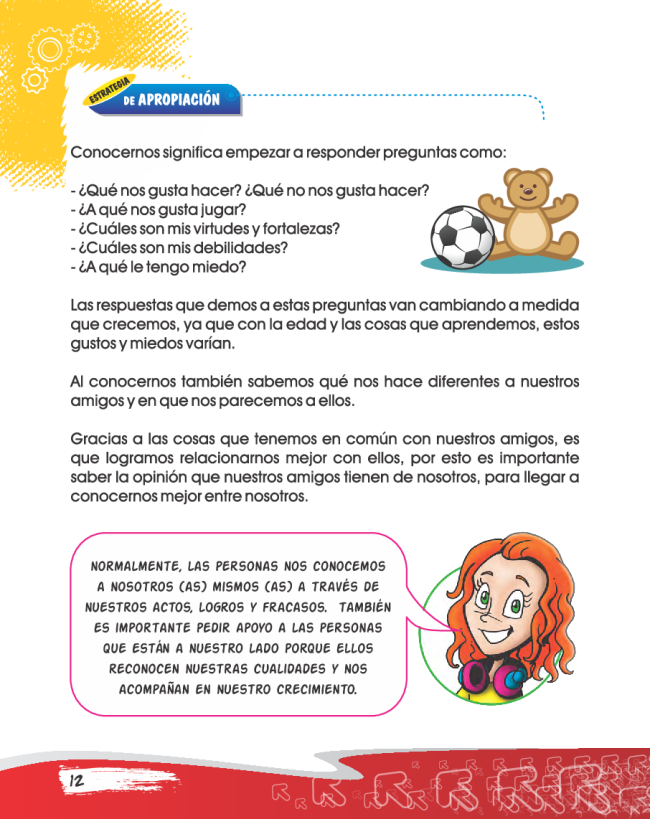 ESTRATEGIA
DE APROPIACIÓN
Conocernos significa empezar a responder preguntas como:
- ¿Qué nos gusta hacer? ¿Qué no nos gusta hacer?
- ¿A qué nos gusta jugar?
- ¿Cuáles son mis virtudes y fortalezas?
- ¿Cuáles son mis debilidades?
- ¿A qué le tengo miedo?
Las respuestas que demos a estas preguntas van cambiando a medida
que crecemos, ya que con la edad y las cosas que aprendemos, estos
gustos y miedos varían.
Al conocernos también sabemos qué nos hace diferentes a nuestros
amigos y en que nos parecemos a ellos.
Gracias a las cosas que tenemos en común con nuestros amigos, es
que logramos relacionarnos mejor con ellos, por esto es importante
saber la opinión que nuestros amigos tienen de nosotros, para llegar a
conocernos mejor entre nosotros.
NORMALMENTE, LAS PERSONAS NOS CONOCEMOS
A NOSOTROS (AS) MISMOS (AS) A TRAVÉS DE
NUESTROS ACTOS, LOGROS Y FRACASOS. TAMBIÉN
ES IMPORTANTE PEDIR APOYO A LAS PERSONAS
QUE ESTÁN A NUESTRO LADO PORQUE ELLOS
RECONOCEN NUESTRAS CUALIDADES Y NOS
ACOMPAÑAN EN NUESTRO CRECIMIENTO.
12